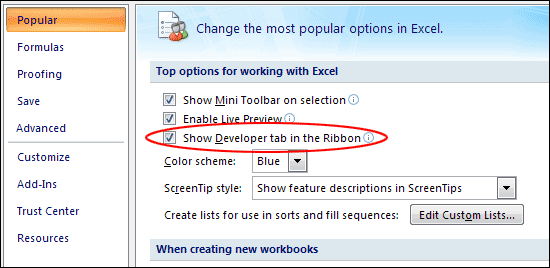 Popular
Formulas
Proofing
Save
Advanced
Customize
Add-Ins
Trust Center
Resources
Change the most popular options in Excel.
Top options for working with Excel
Show Mini Toolbar on selection
Enable Live Preview
Show Developer tab in the Ribbon
Color scheme: Blue
ScreenTip style: Show feature descriptions in ScreenTips
Create lists for use in sorts and fill sequences: Edit Custom Lists...
When creating new workbooks